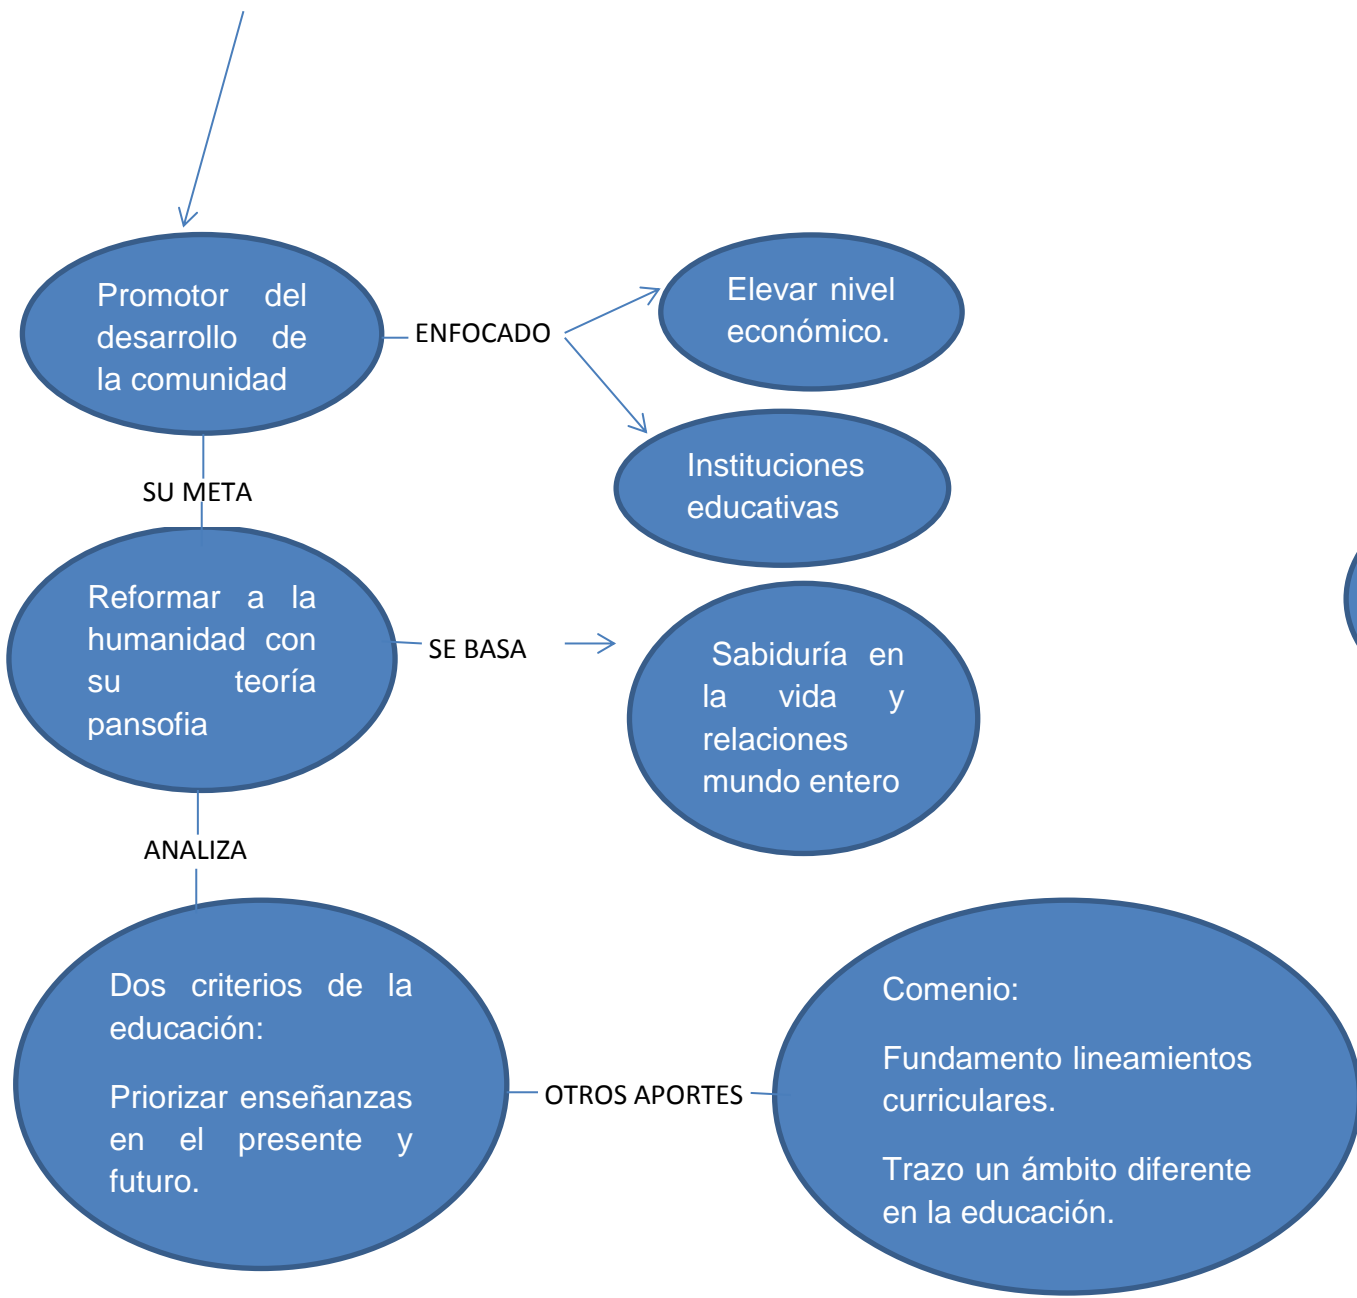 Promotor del
desarrollo de
la comunidad
ENFOCADO
Elevar nivel
económico.
Instituciones
educativas
SU META
Reformar a la
humanidad con
su teoría
pansofia
SE BASA
Sabiduría en
la vida y
relaciones
mundo entero
ANALIZA
Dos criterios de la
educación:
Priorizar enseñanzas
en el presente y
futuro.
OTROS APORTES
Comenio:
Fundamento lineamientos
curriculares.
Trazo un ámbito diferente
en la educación.